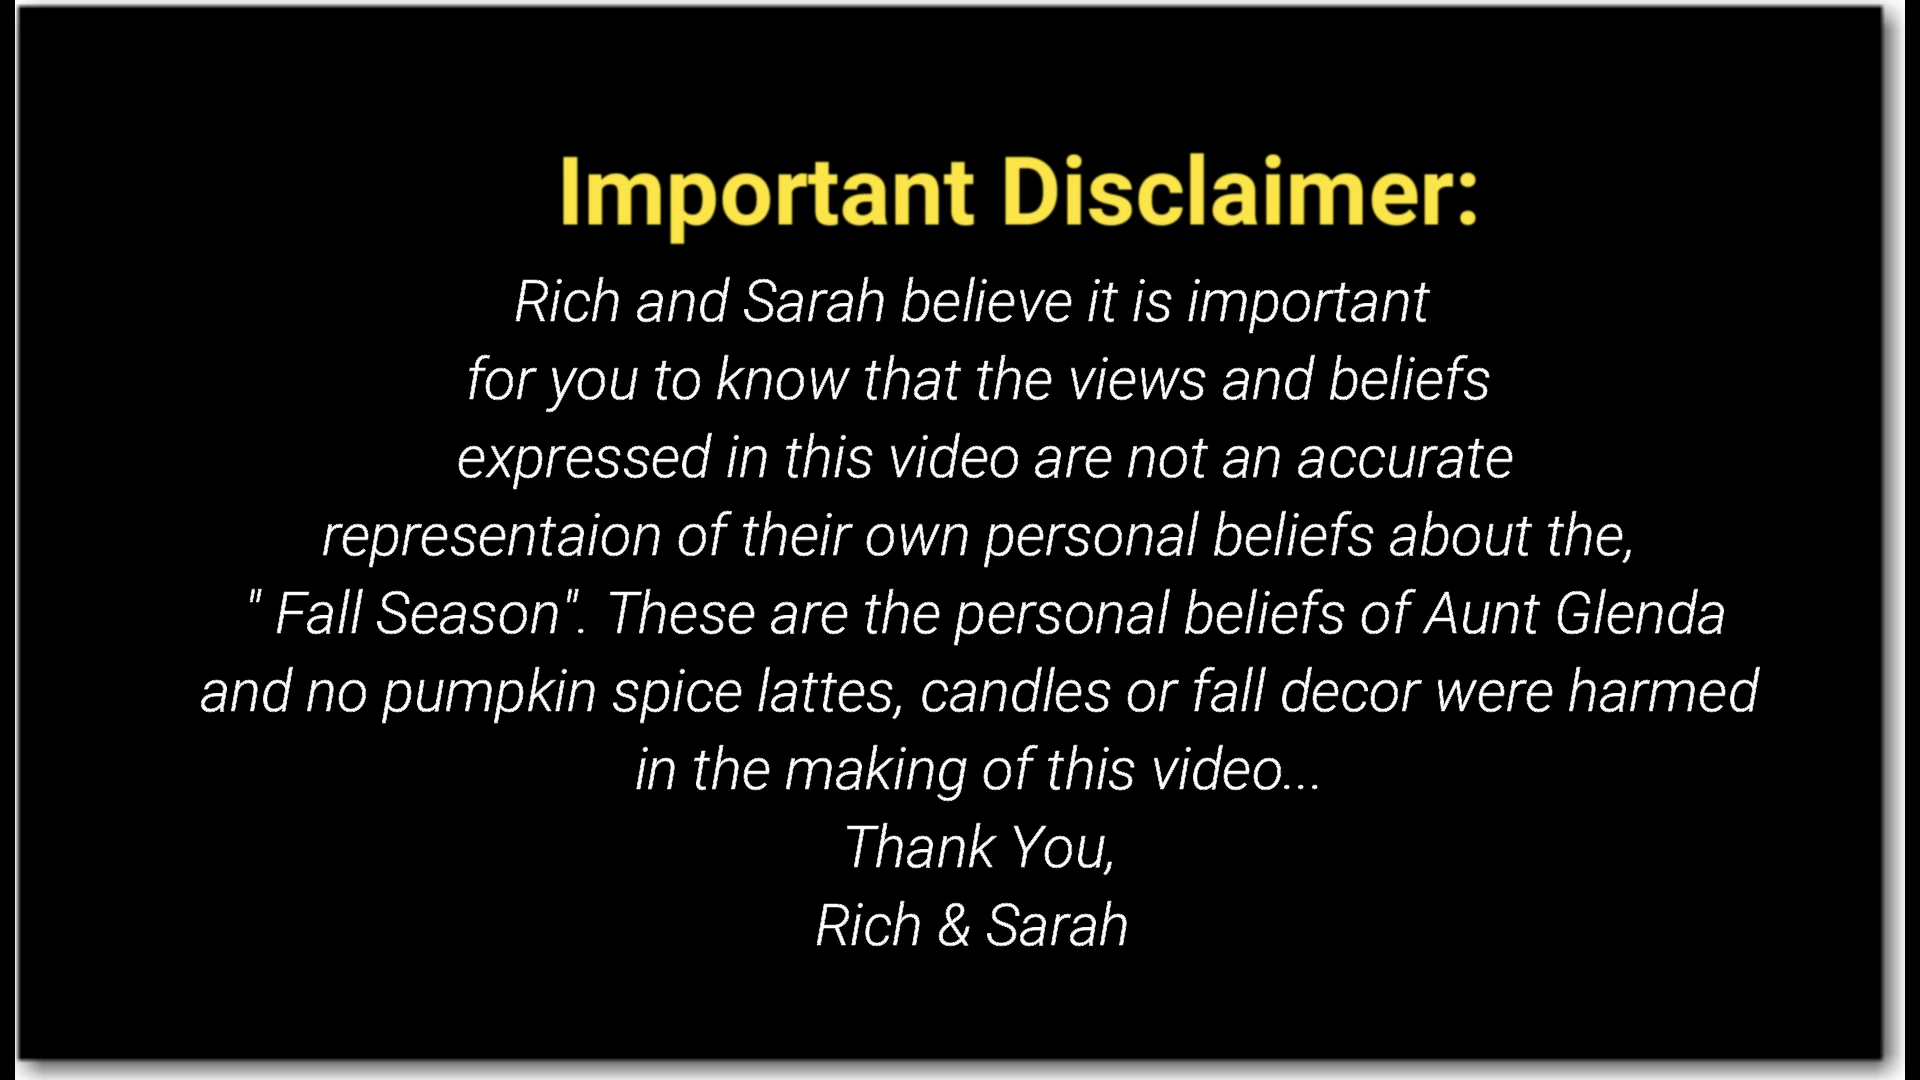 Important Disclaimer:
Rich and Sarah believe it is important
for you to know that the views and beliefs
expressed in this video are not an accurate
representaion of their own personal beliefs about the,
" Fall Season". These are the personal beliefs of Aunt Glenda
and no pumpkin spice lattes, candles or fall decor were harmed
in the making of this video...
Thank You,
Rich & Sarah